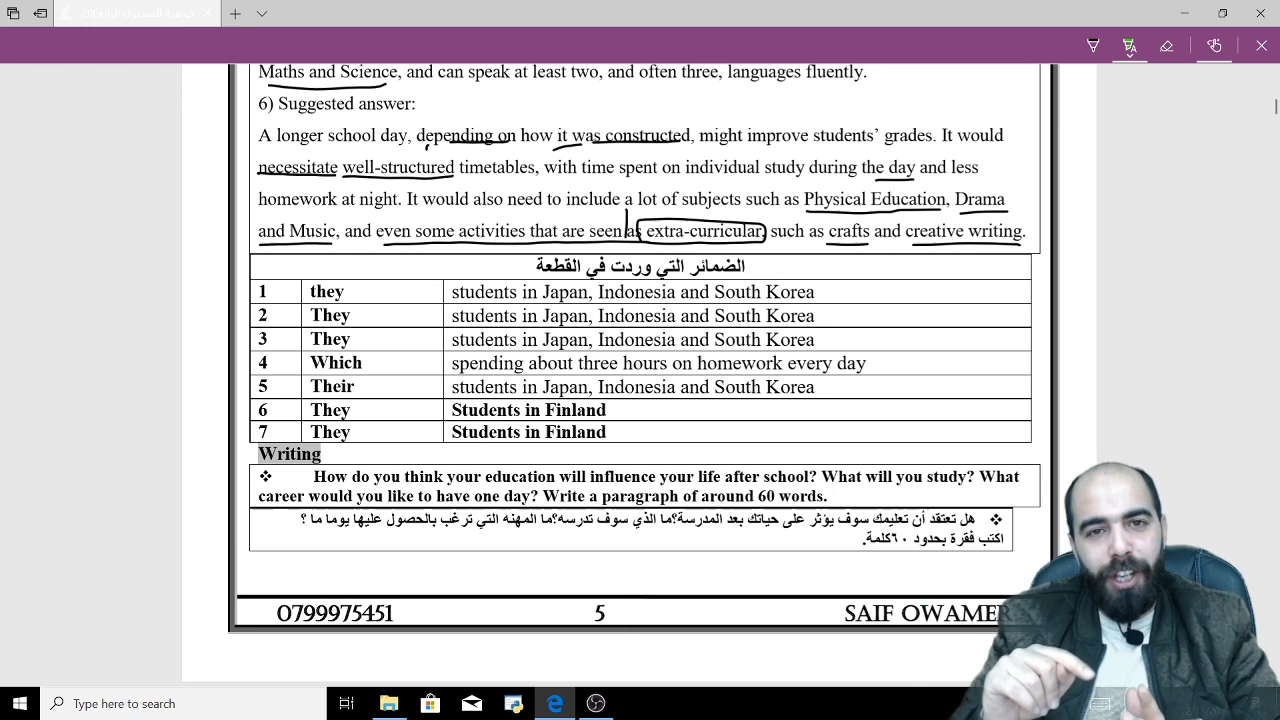 دوسية المستوى الرابع
Maths and Science, and can speak at least two, and often three, languages fluently.
6) Suggested answer:
A longer school day, depending on how it was constructed, might improve students’ grades. It would
necessitate well-structured timetables, with time spent on individual study during the day and less
homework at night. It would also need to include a lot of subjects such as Physical Education, Drama
and Music, and even some activities that are seen as extra-curricular, such as crafts and creative writing.
الضمائر التي وردت في القطعة
1 they students in Japan, Indonesia and South Korea
2 They students in Japan, Indonesia and South Korea
3 They students in Japan, Indonesia and South Korea
4 Which spending about three hours on homework every day
5 Their students in Japan, Indonesia and South Korea
6 They Students in Finland
7 They Students in Finland
Writing
❖ How do you think your education will influence your life after school? What will you study? What
career would you like to have one day? Write a paragraph of around 60 words.
❖ هل تعتقد أن تعليمك سوف يؤثر على حياتك بعد المدرسة؟ما الذي سوف تدرسه؟ما المهنه التي ترغب بالحصول عليها يوما ما ؟
اكتب فقرة بحدود ٦٠كلمة.
0799975451 5 SAIF OWAMER
Type here to search